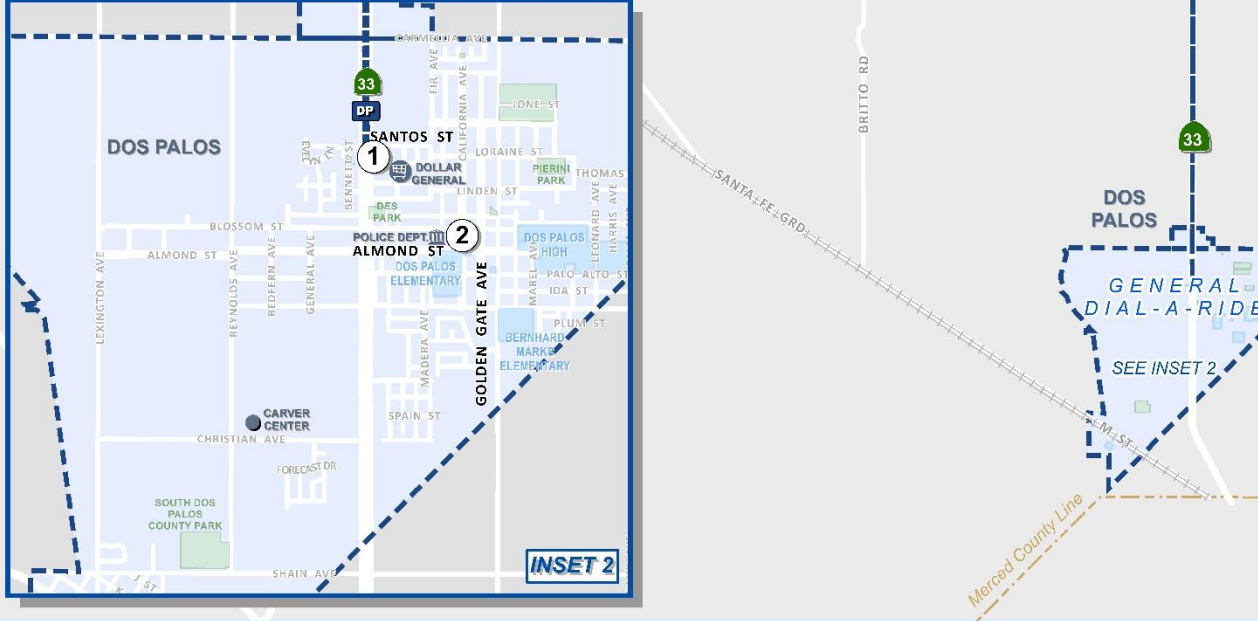 CARMELLIA AVE
33
DP
SANTOS ST
1
DOS PALOS
DOLLAR
GENERAL
FIR AVE
CALIFORNIA AVE
IONE ST
LORAINE ST
PIERINI
PARK
THOMAS
BENNETT ST
LINDEN ST
DES
PARK
LEONARD AVE
HARRIS AVE
BLOSSOM ST
POLICE DEPT.
2
ALMOND ST
ALMOND ST
DOS PALOS
HIGH
DOS PALOS
ELEMENTARY
PALO ALTO ST
IDA ST
PLUM ST
LEXINGTON AVE
REYNOLDS AVE
REDFERN AVE
GENERAL AVE
MADERA AVE
GOLDEN GATE AVE
MABEL AVE
BERNHARD
MARKS
ELEMENTARY
SPAIN ST
CARVER
CENTER
CHRISTIAN AVE
FORECAST DR
SOUTH DOS
PALOS
COUNTY PARK
SHAIN AVE
J ST
K
INSET 2
BRITTO RD
SANTA FE GRD
33
DOS
PALOS
GENERAL
DIAL-A-RIDE
SEE INSET 2
M ST
Merced County Line